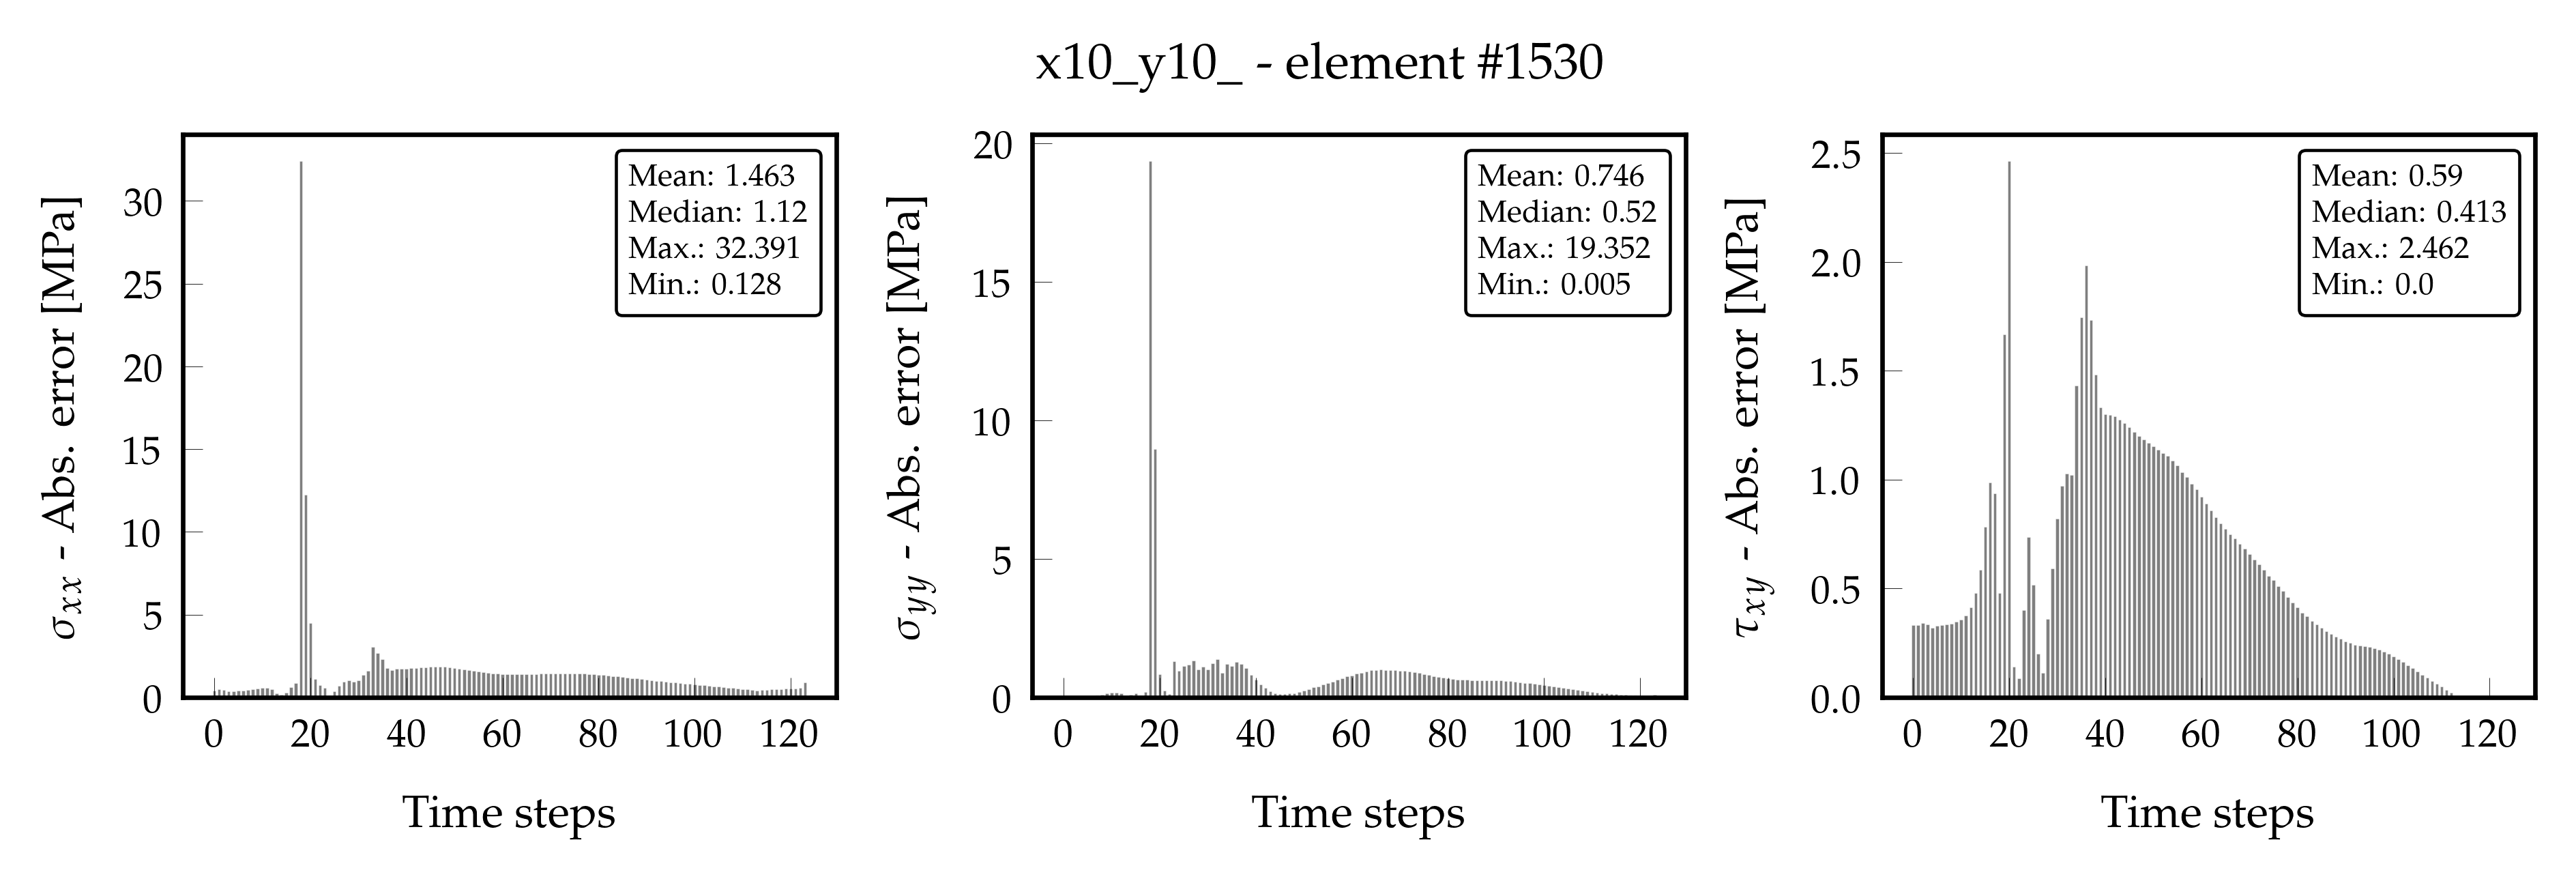 x10_y10_ - element #1530
σxx - Abs. error [MPa]
30
25
20
15
10
5
0
Mean: 1.463
Median: 1.12
Max.: 32.391
Min.: 0.128
0 20 40 60 80 100 120
Time steps
σyy - Abs. error [MPa]
20
15
10
5
0
Mean: 0.746
Median: 0.52
Max.: 19.352
Min.: 0.005
0 20 40 60 80 100 120
Time steps
τxy - Abs. error [MPa]
2.5
2.0
1.5
1.0
0.5
0.0
Mean: 0.59
Median: 0.413
Max.: 2.462
Min.: 0.0
0 20 40 60 80 100 120
Time steps